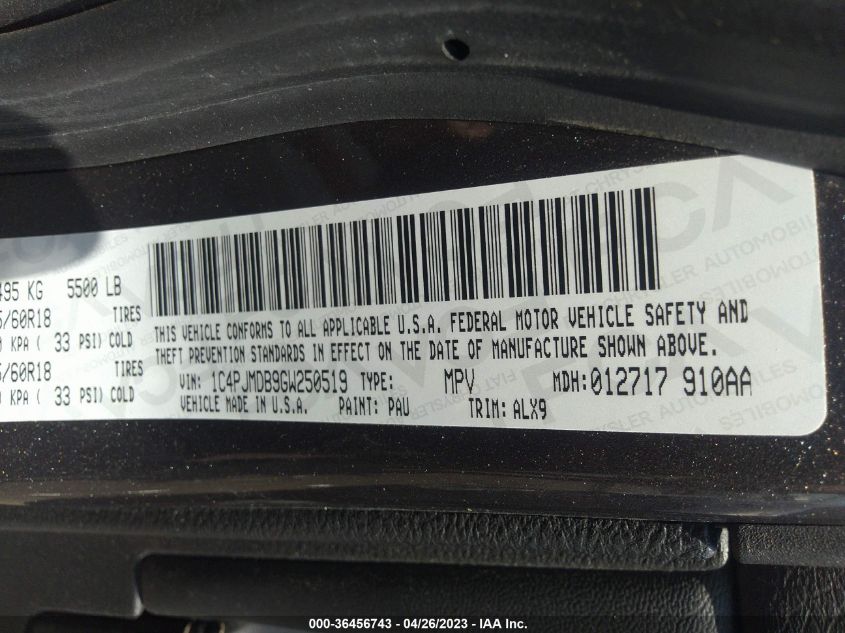 495 KG 5500 LB
5/60R18 TIRES
0 KPA ( 33 PSI) COLD
5/60R18 TIRES
0 KPA ( 33 PSI) COLD
THIS VEHICLE CONFORMS TO ALL APPLICABLE U.S.A. FEDERAL MOTOR VEHICLE SAFETY AND
THEFT PREVENTION STANDARDS IN EFFECT ON THE DATE OF MANUFACTURE SHOWN ABOVE.
VIN: 1C4PJMDB9GW250519 TYPE: MPV MDH: 012717 910AA
VEHICLE MADE IN U.S.A. PAINT: PAU TRIM: ALX9
000-36456743 - 04/26/2023 - IAA Inc.